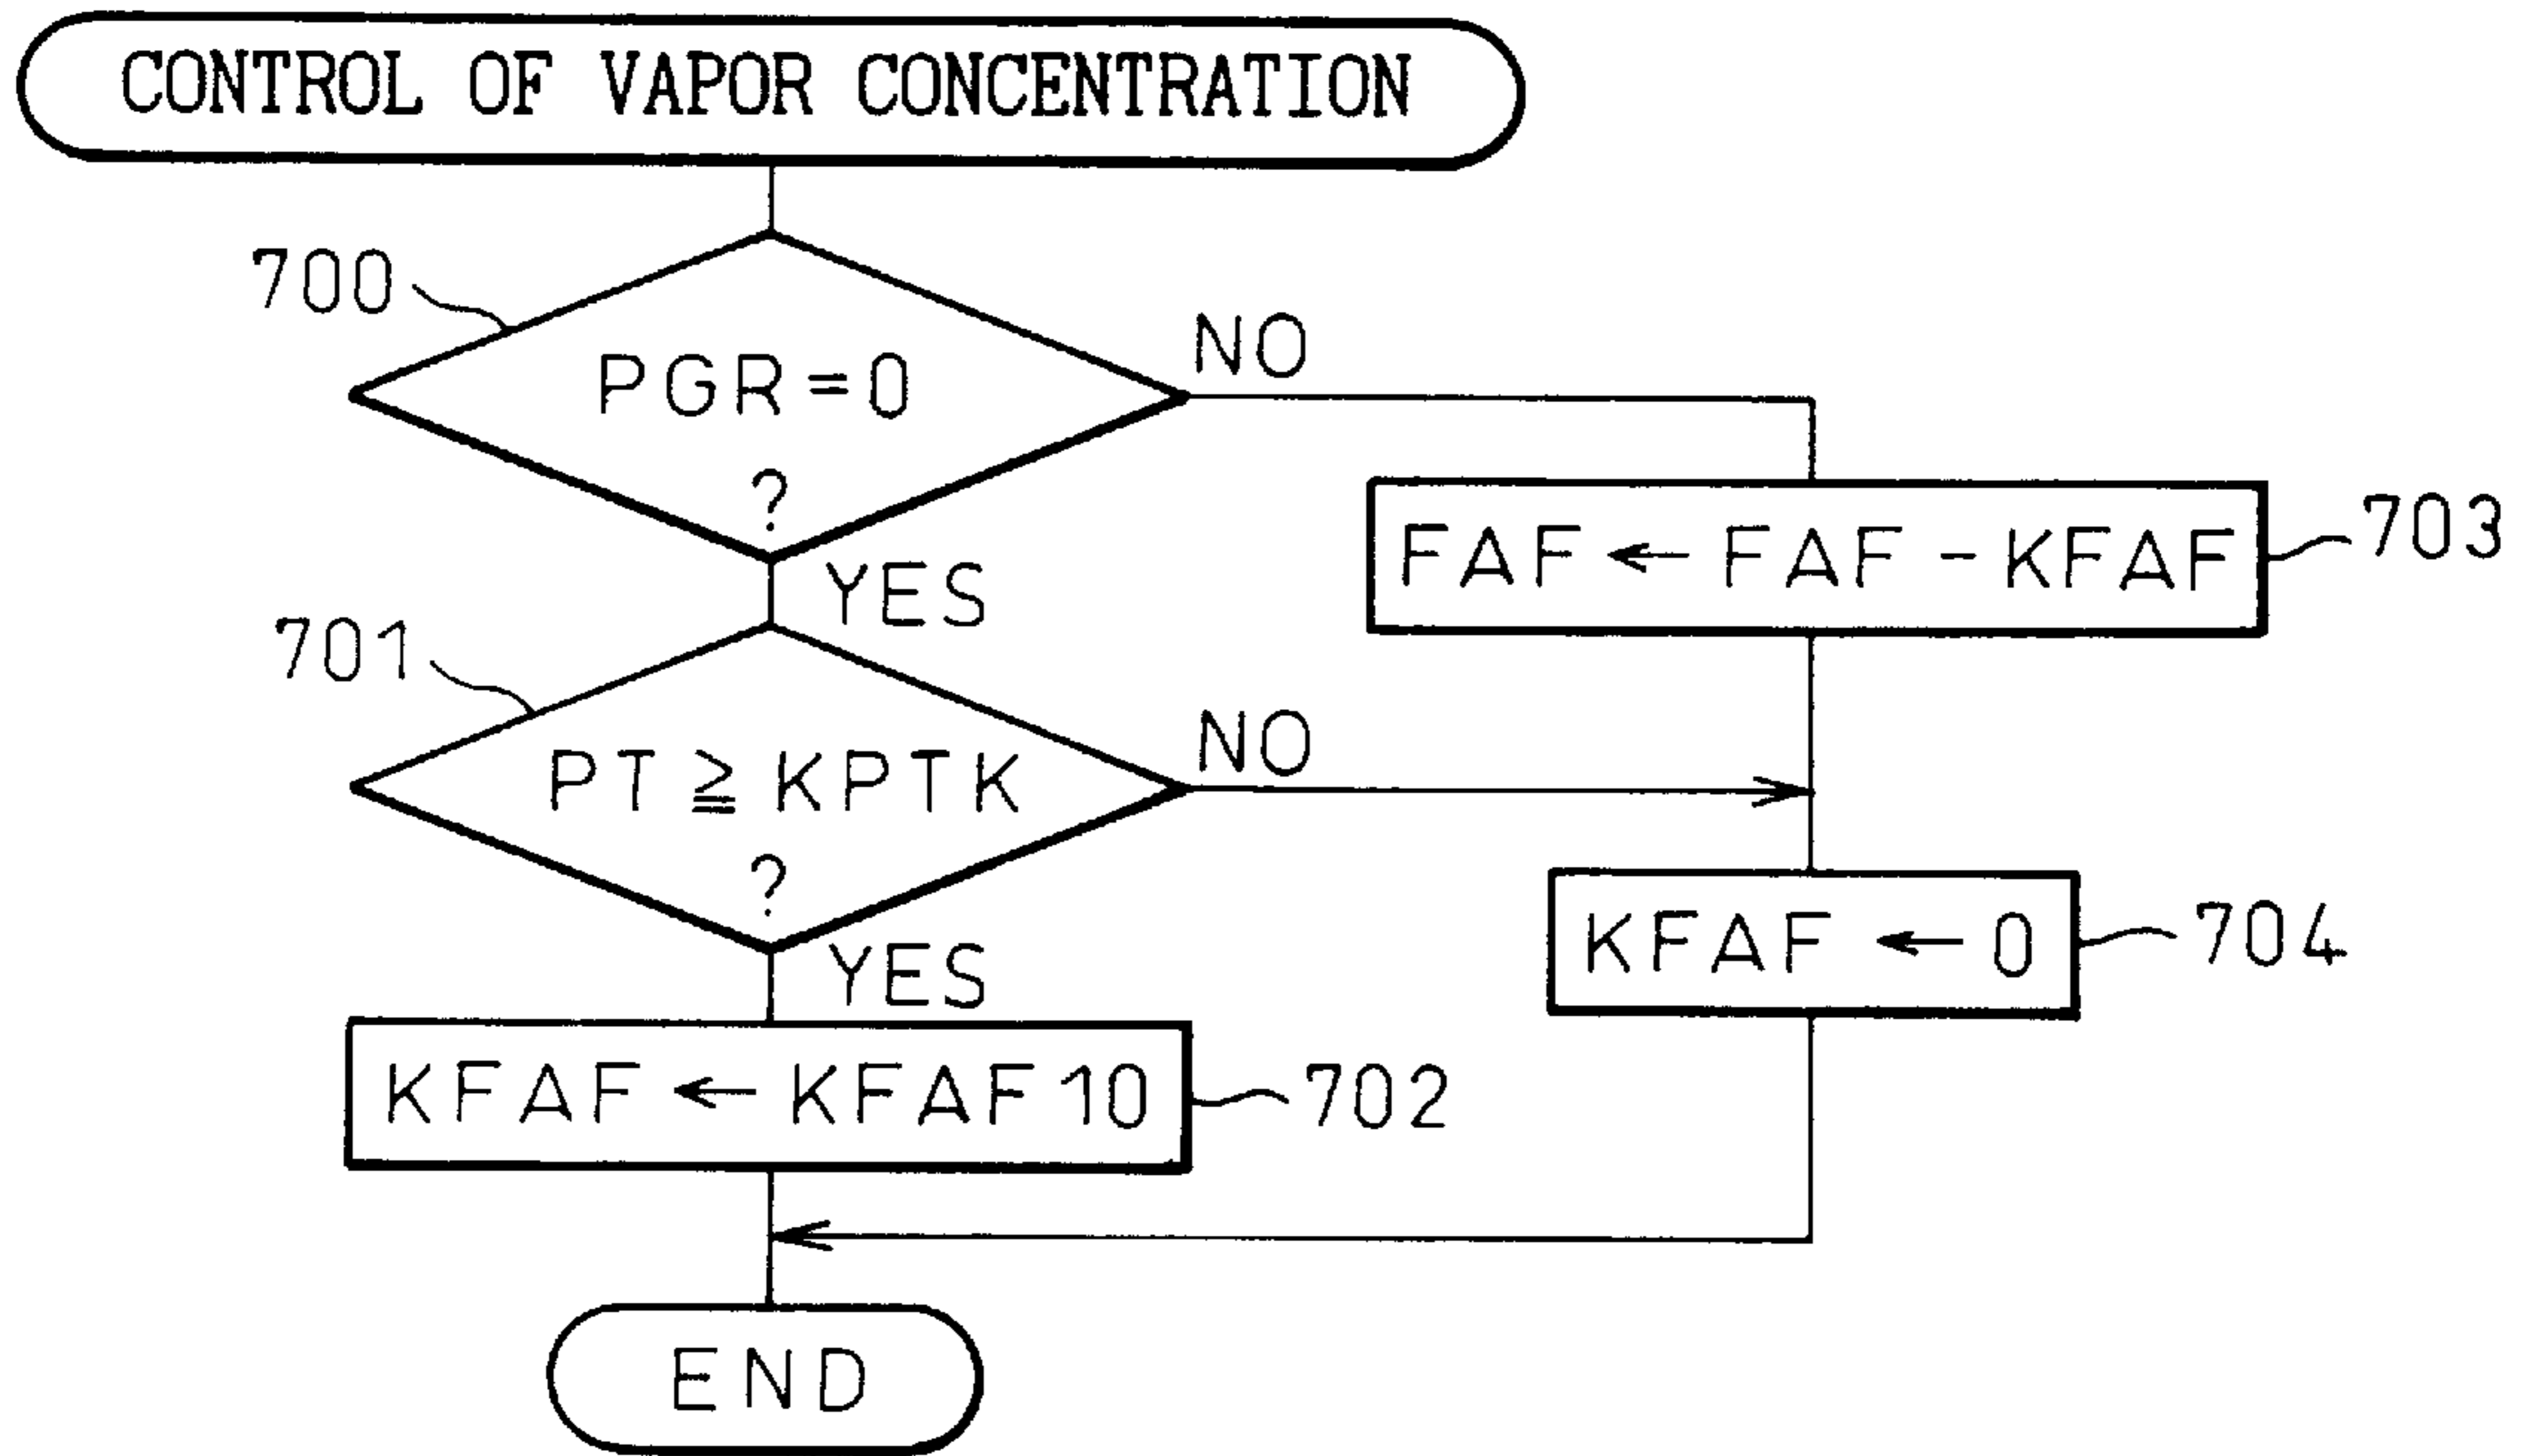 CONTROL OF VAPOR CONCENTRATION
700
PGR=0
?
NO
YES
FAF ← FAF - KFAF
703
701
PT ≧ KPTK
?
NO
YES
KFAF ← 0
704
KFAF ← KFAF10
702
END